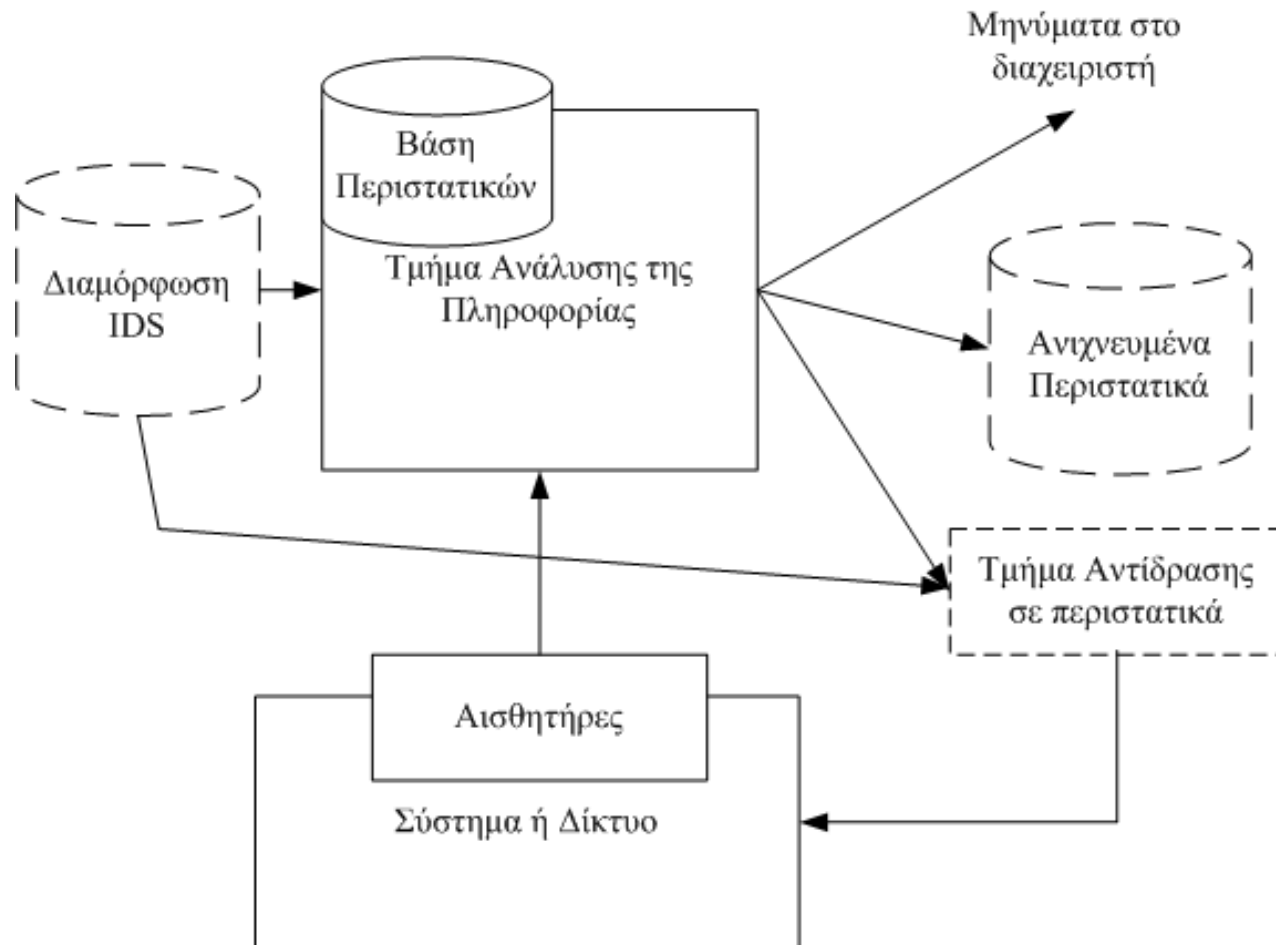 Μηνύματα στο
διαχειριστή
Βάση
Περιστατικών
Διαμόρφωση
IDS
Τμήμα Ανάλυσης της
Πληροφορίας
Ανιχνευμένα
Περιστατικά
Τμήμα Αντίδρασης
σε περιστατικά
Αισθητήρες
Σύστημα ή Δίκτυο